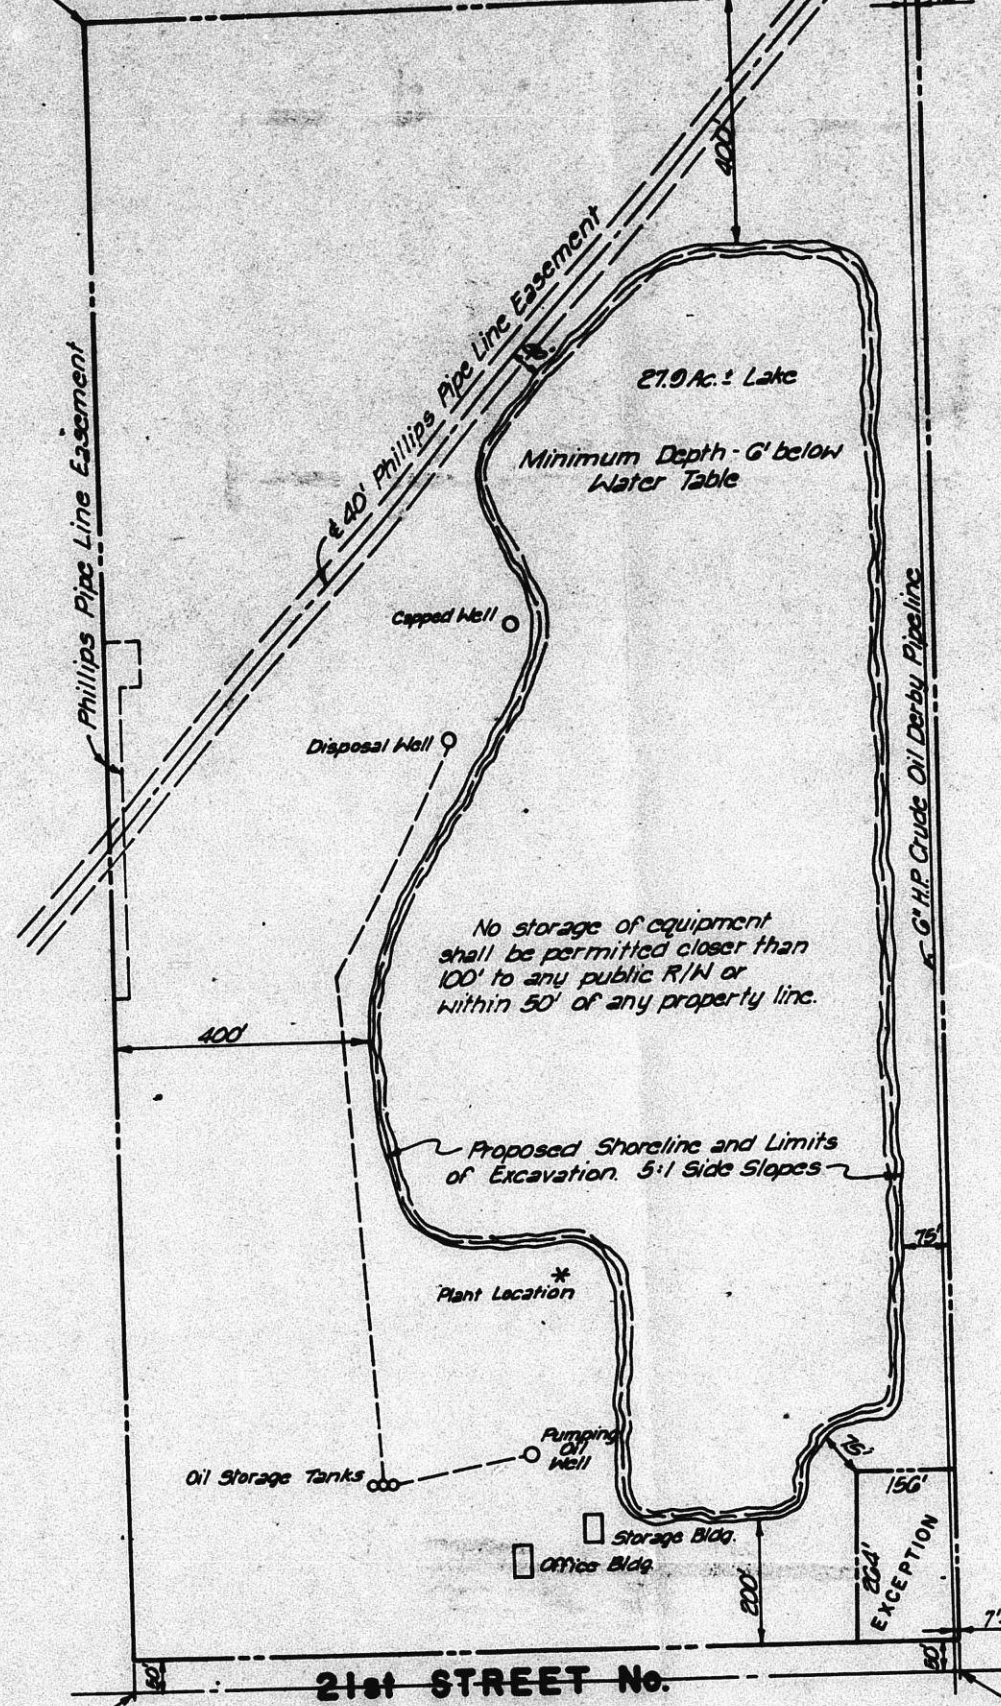 400'
℄ 40' Phillips Pipe Line Easement
Phillips Pipe Line Easement
27.9 Ac.± Lake
Minimum Depth - 6' below
Water Table
Capped Well
Disposal Well
6" H.P. Crude Oil Derby Pipeline
No storage of equipment
shall be permitted closer than
100' to any public R/W or
within 50' of any property line.
400'
Proposed Shoreline and Limits
of Excavation. 5:1 Side Slopes
75'
Plant Location
Pumping
Oil
Well
Oil Storage Tanks
75'
156'
Storage Bldg.
Office Bldg.
200'
264'
EXCEPTION
50'
50'
21st STREET No.